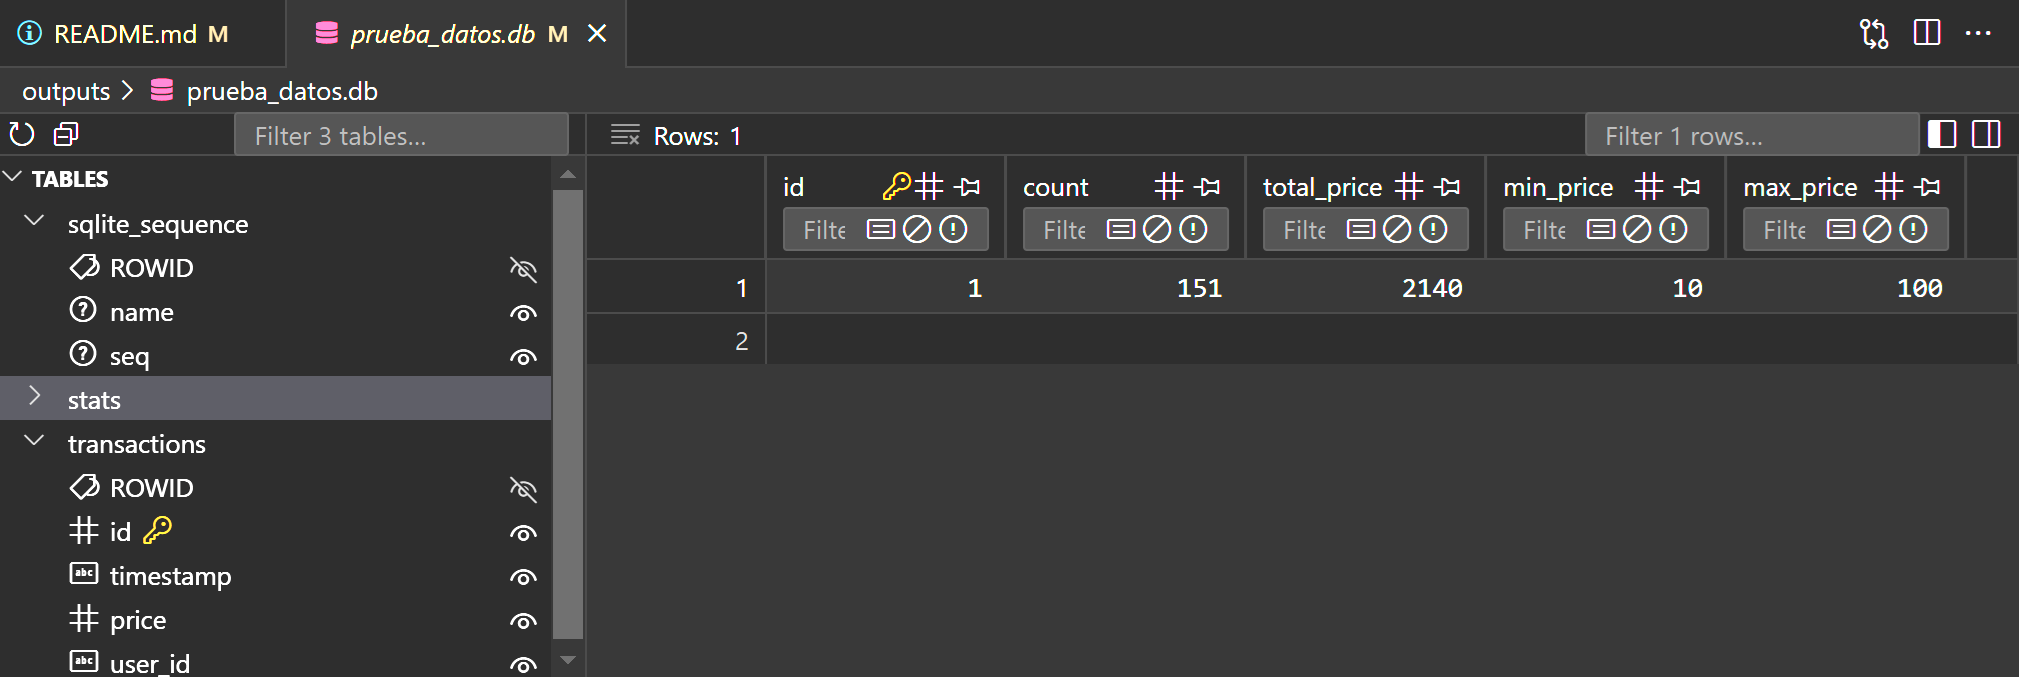 README.md M prueba_datos.db M
outputs > prueba_datos.db
Filter 3 tables... Rows: 1 Filter 1 rows...
TABLES
sqlite_sequence
ROWID
name
seq
stats
transactions
ROWID
id
timestamp
price
user_id
id count total_price min_price max_price
Filte Filte Filte Filte Filte
1 1 151 2140 10 100
2